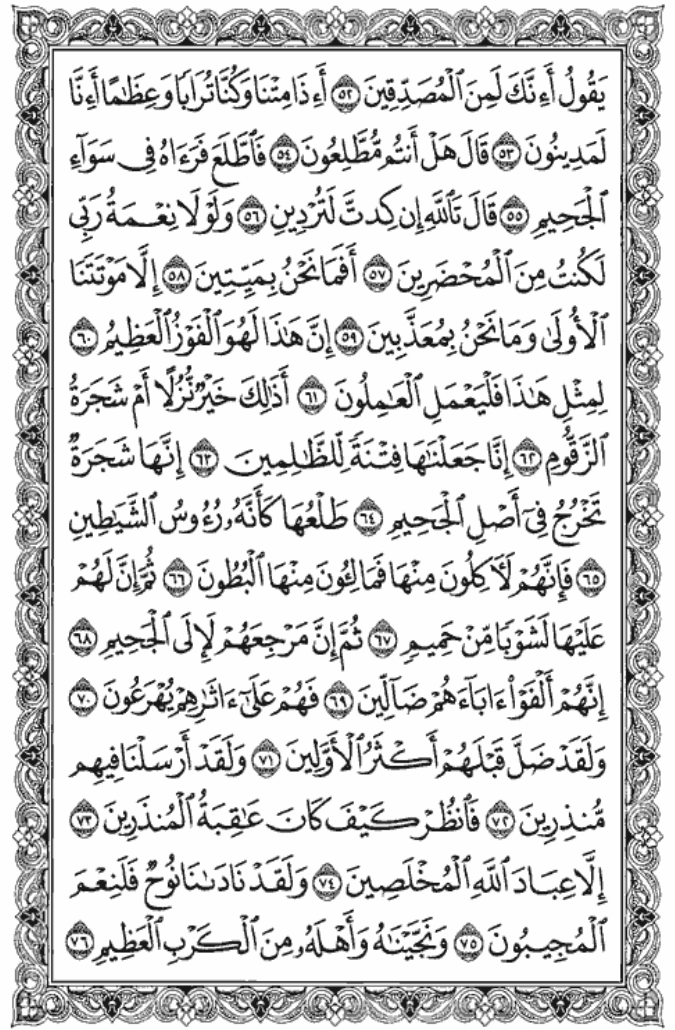 يَقُولُ أَءِنَّكَ لَمِنَ ٱلْمُصَدِّقِينَ ٥٢ أَءِذَا مِتْنَا وَكُنَّا تُرَابًا وَعِظَٰمًا أَءِنَّا
لَمَدِينُونَ ٥٣ قَالَ هَلْ أَنتُم مُّطَّلِعُونَ ٥٤ فَٱطَّلَعَ فَرَءَاهُ فِى سَوَآءِ
ٱلْجَحِيمِ ٥٥ قَالَ تَٱللَّهِ إِن كِدتَّ لَتُرْدِينِ ٥٦ وَلَوْلَا نِعْمَةُ رَبِّى
لَكُنتُ مِنَ ٱلْمُحْضَرِينَ ٥٧ أَفَمَا نَحْنُ بِمَيِّتِينَ ٥٨ إِلَّا مَوْتَتَنَا
ٱلْأُولَىٰ وَمَا نَحْنُ بِمُعَذَّبِينَ ٥٩ إِنَّ هَٰذَا لَهُوَ ٱلْفَوْزُ ٱلْعَظِيمُ ٦٠
لِمِثْلِ هَٰذَا فَلْيَعْمَلِ ٱلْعَٰمِلُونَ ٦١ أَذَٰلِكَ خَيْرٌ نُّزُلًا أَمْ شَجَرَةُ
ٱلزَّقُّومِ ٦٢ إِنَّا جَعَلْنَٰهَا فِتْنَةً لِّلظَّٰلِمِينَ ٦٣ إِنَّهَا شَجَرَةٌ
تَخْرُجُ فِىٓ أَصْلِ ٱلْجَحِيمِ ٦٤ طَلْعُهَا كَأَنَّهُۥ رُءُوسُ ٱلشَّيَٰطِينِ
٦٥ فَإِنَّهُمْ لَءَاكِلُونَ مِنْهَا فَمَالِـُٔونَ مِنْهَا ٱلْبُطُونَ ٦٦ ثُمَّ إِنَّ لَهُمْ
عَلَيْهَا لَشَوْبًا مِّنْ حَمِيمٍ ٦٧ ثُمَّ إِنَّ مَرْجِعَهُمْ لَإِلَى ٱلْجَحِيمِ ٦٨
إِنَّهُمْ أَلْفَوْا۟ ءَابَآءَهُمْ ضَآلِّينَ ٦٩ فَهُمْ عَلَىٰٓ ءَاثَٰرِهِمْ يُهْرَعُونَ ٧٠
وَلَقَدْ ضَلَّ قَبْلَهُمْ أَكْثَرُ ٱلْأَوَّلِينَ ٧١ وَلَقَدْ أَرْسَلْنَا فِيهِم
مُّنذِرِينَ ٧٢ فَٱنظُرْ كَيْفَ كَانَ عَٰقِبَةُ ٱلْمُنذَرِينَ ٧٣
إِلَّا عِبَادَ ٱللَّهِ ٱلْمُخْلَصِينَ ٧٤ وَلَقَدْ نَادَىٰنَا نُوحٌ فَلَنِعْمَ
ٱلْمُجِيبُونَ ٧٥ وَنَجَّيْنَٰهُ وَأَهْلَهُۥ مِنَ ٱلْكَرْبِ ٱلْعَظِيمِ ٧٦